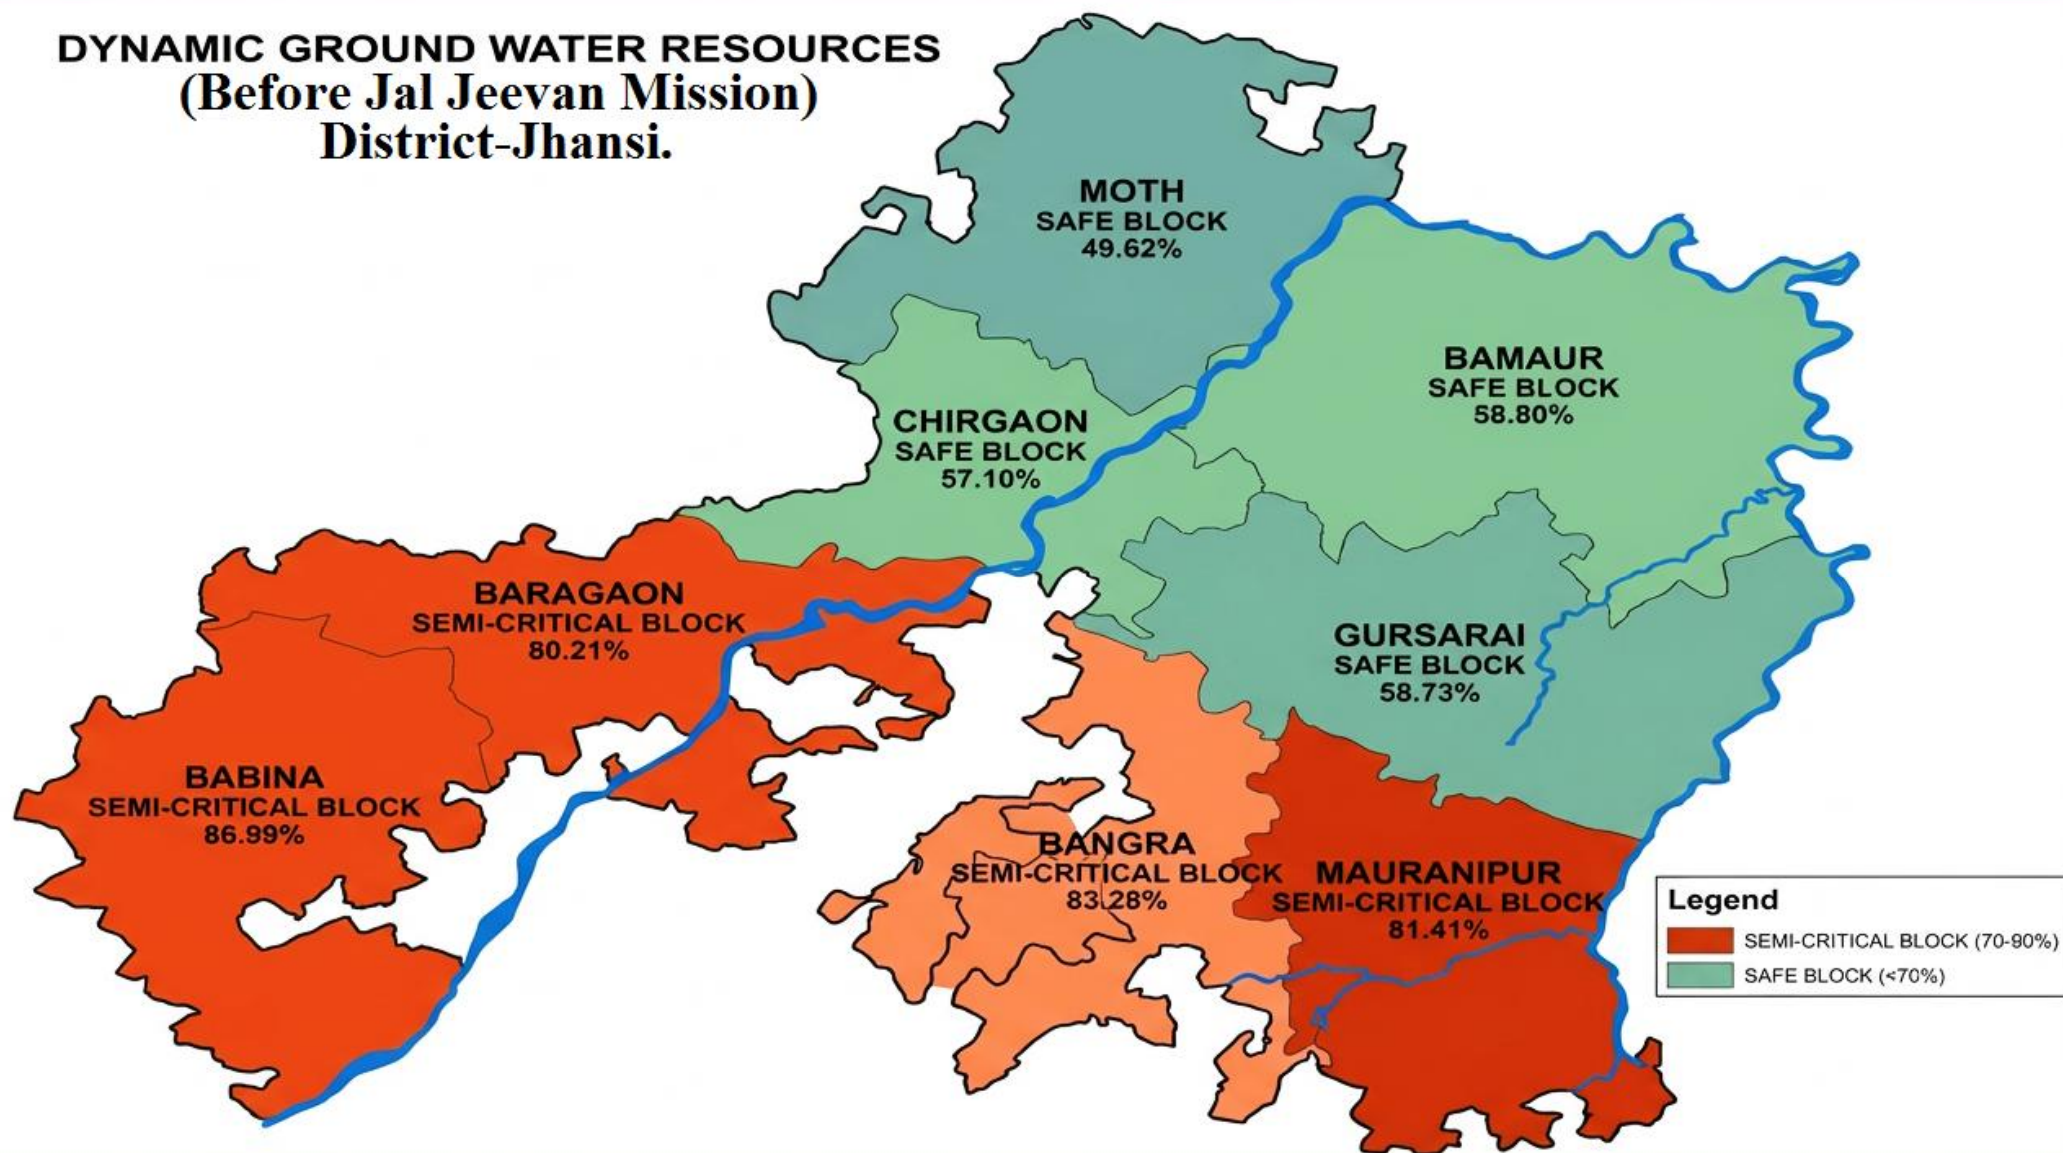 DYNAMIC GROUND WATER RESOURCES
(Before Jal Jeevan Mission)
District-Jhansi.
MOTH
SAFE BLOCK
49.62%
BAMAUR
SAFE BLOCK
58.80%
CHIRGAON
SAFE BLOCK
57.10%
BARAGAON
SEMI-CRITICAL BLOCK
80.21%
GURSARAI
SAFE BLOCK
58.73%
BABINA
SEMI-CRITICAL BLOCK
86.99%
BANGRA
SEMI-CRITICAL BLOCK
83.28%
MAURANIPUR
SEMI-CRITICAL BLOCK
81.41%
Legend
SEMI-CRITICAL BLOCK (70-90%)
SAFE BLOCK (<70%)